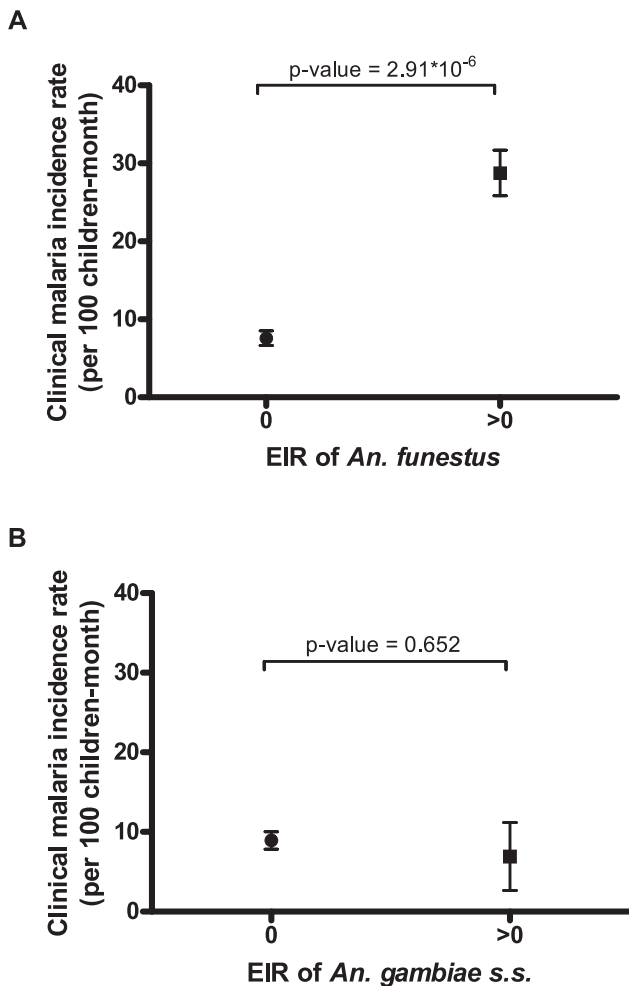 A
p-value = 2.91*10⁻⁶
Clinical malaria incidence rate
(per 100 children-month)
40
30
20
10
0
0
>0
EIR of An. funestus
B
p-value = 0.652
Clinical malaria incidence rate
(per 100 children-month)
40
30
20
10
0
0
>0
EIR of An. gambiae s.s.